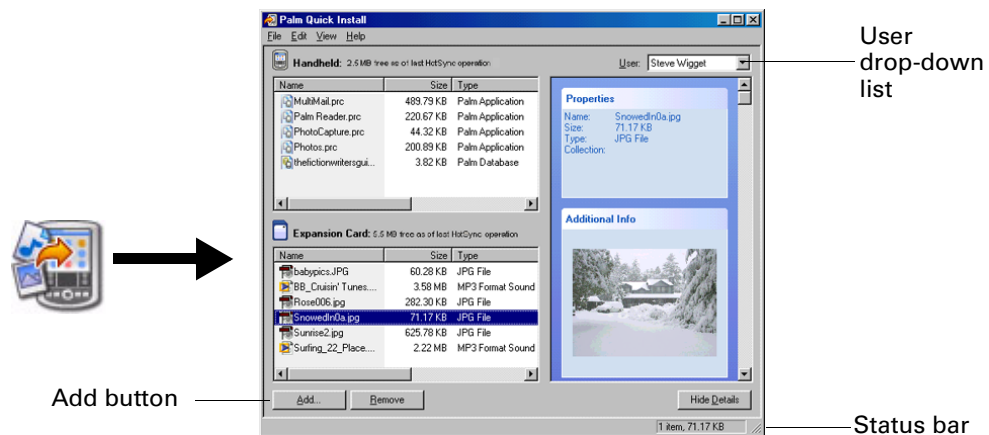 Palm Quick Install
File Edit View Help
Handheld: 2.5 MB free as of last HotSync operation
User: Steve Wigget
User
drop-down
list
Name Size Type
MultiMail.prc 489.79 KB Palm Application
Palm Reader.prc 220.67 KB Palm Application
PhotoCapture.prc 44.32 KB Palm Application
Photos.prc 200.89 KB Palm Application
thefictionwritersgui... 3.82 KB Palm Database
Properties
Name: SnowedIn0a.jpg
Size: 71.17 KB
Type: JPG File
Collection:
Expansion Card: 5.5 MB free as of last HotSync operation
Name Size Type
babypics.JPG 60.28 KB JPG File
BB_Cruisin' Tunes.... 3.58 MB MP3 Format Sound
Rose006.jpg 282.30 KB JPG File
SnowedIn0a.jpg 71.17 KB JPG File
Sunrise2.jpg 625.78 KB JPG File
Surfing_22_Place.... 2.22 MB MP3 Format Sound
Additional Info
Add button
Add... Remove Hide Details
1 item, 71.17 KB
Status bar